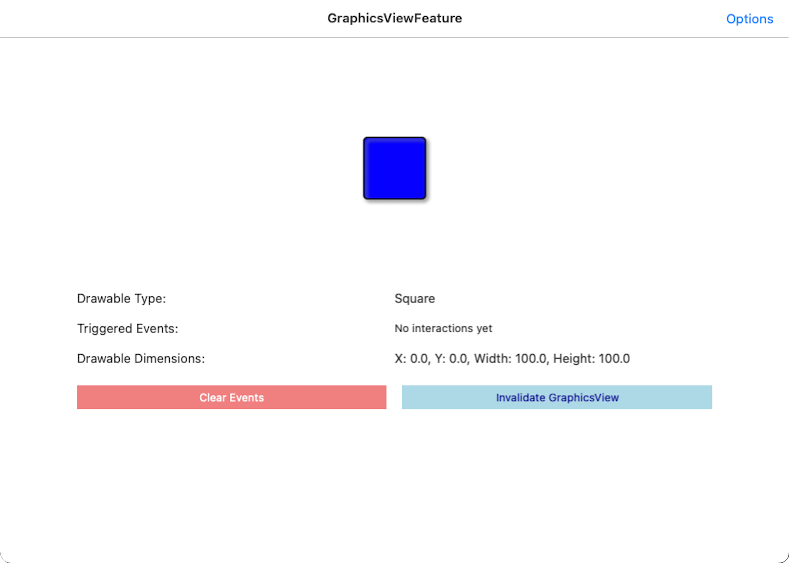 GraphicsViewFeature
Options
Drawable Type: Square
Triggered Events: No interactions yet
Drawable Dimensions: X: 0.0, Y: 0.0, Width: 100.0, Height: 100.0
Clear Events
Invalidate GraphicsView